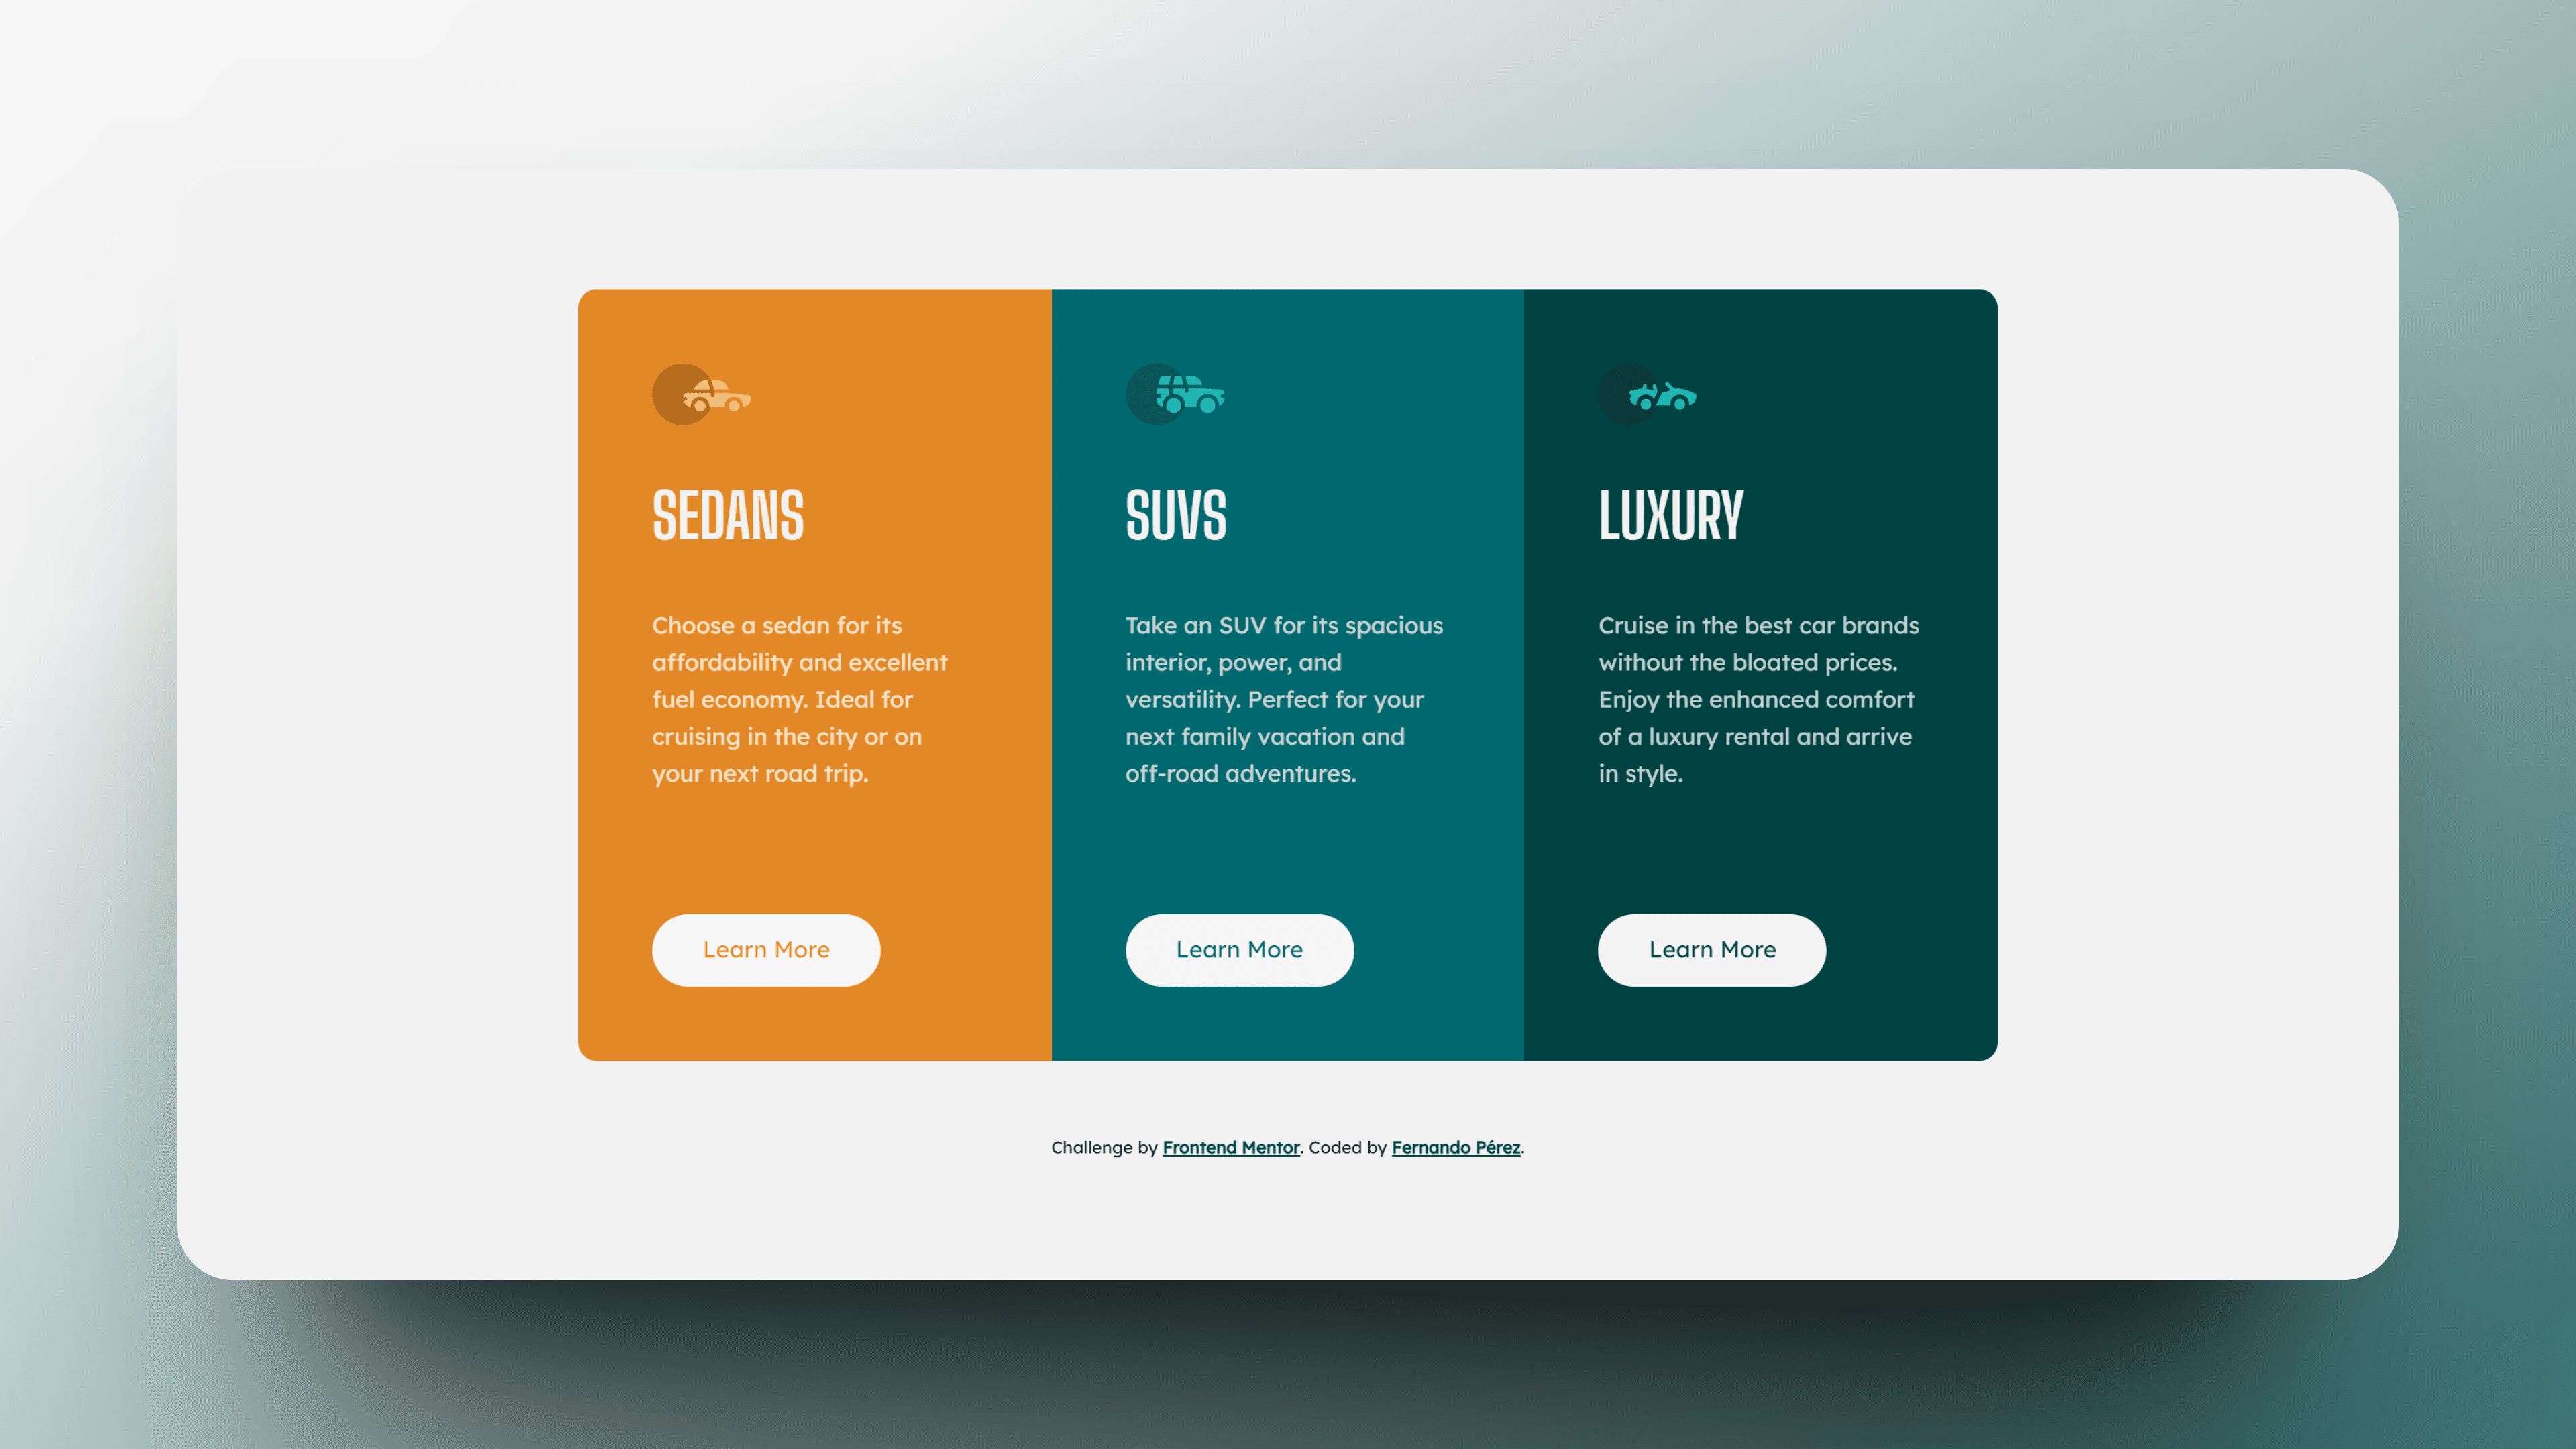 SEDANS
Choose a sedan for its
affordability and excellent
fuel economy. Ideal for
cruising in the city or on
your next road trip.
Learn More
SUVS
Take an SUV for its spacious
interior, power, and
versatility. Perfect for your
next family vacation and
off-road adventures.
Learn More
LUXURY
Cruise in the best car brands
without the bloated prices.
Enjoy the enhanced comfort
of a luxury rental and arrive
in style.
Learn More
Challenge by Frontend Mentor. Coded by Fernando Pérez.